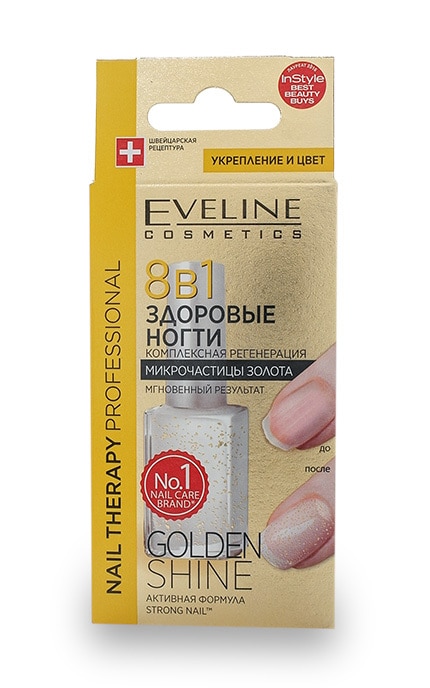 ЛАУРЕАТ 2016
InStyle
BEST
BEAUTY
BUYS
ШВЕЙЦАРСКАЯ
РЕЦЕПТУРА
УКРЕПЛЕНИЕ И ЦВЕТ
EVELINE
COSMETICS
8В1
ЗДОРОВЫЕ
НОГТИ
КОМПЛЕКСНАЯ РЕГЕНЕРАЦИЯ
МИКРОЧАСТИЦЫ ЗОЛОТА
МГНОВЕННЫЙ РЕЗУЛЬТАТ
до
после
No.1
NAIL CARE
BRAND*
GOLDEN
SHINE
АКТИВНАЯ ФОРМУЛА
STRONG NAIL™
NAIL THERAPY PROFESSIONAL